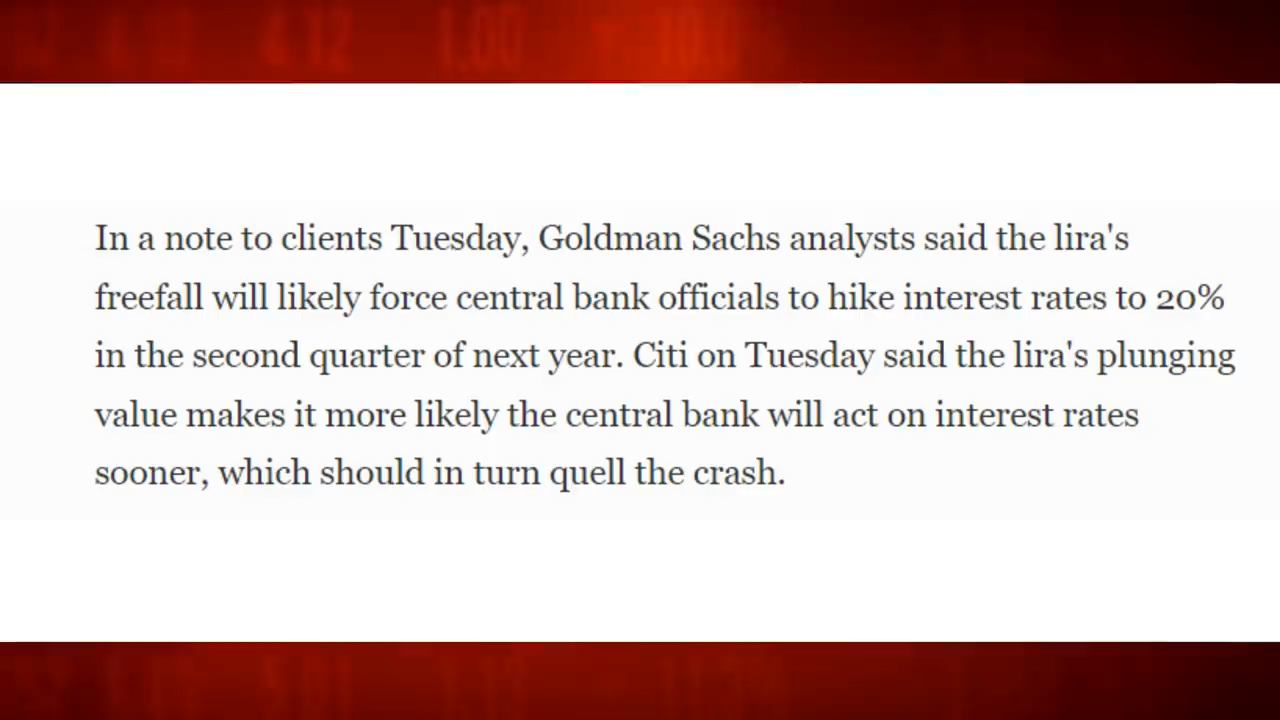 In a note to clients Tuesday, Goldman Sachs analysts said the lira's
freefall will likely force central bank officials to hike interest rates to 20%
in the second quarter of next year. Citi on Tuesday said the lira's plunging
value makes it more likely the central bank will act on interest rates
sooner, which should in turn quell the crash.